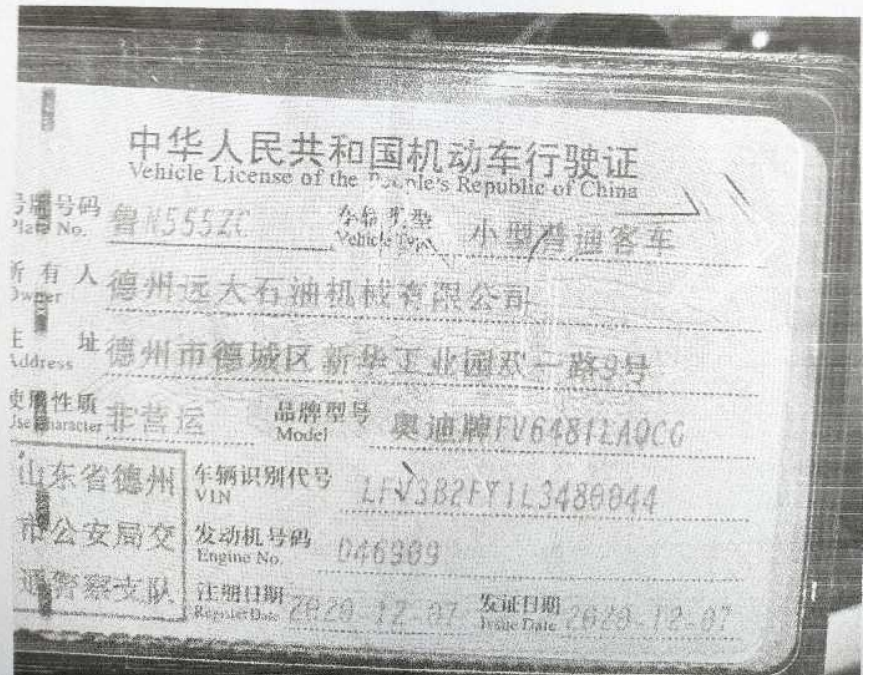 中华人民共和国机动车行驶证
Vehicle License of the People's Republic of China
号牌号码 鲁N555ZC 车辆类型 小型普通客车
Plate No. Vehicle Type
所有人 德州远大石油机械有限公司
Owner
住址 德州市德城区新华工业园双一路9号
Address
使用性质 非营运 品牌型号 奥迪牌FV6481LAQCG
Use Character Model
山东省德州 车辆识别代号 LFV3B2FY1L3480044
VIN
市公安局交 发动机号码 D46909
Engine No.
通警察支队 注册日期 2020-12-07 发证日期 2020-12-07
Register Date Issue Date